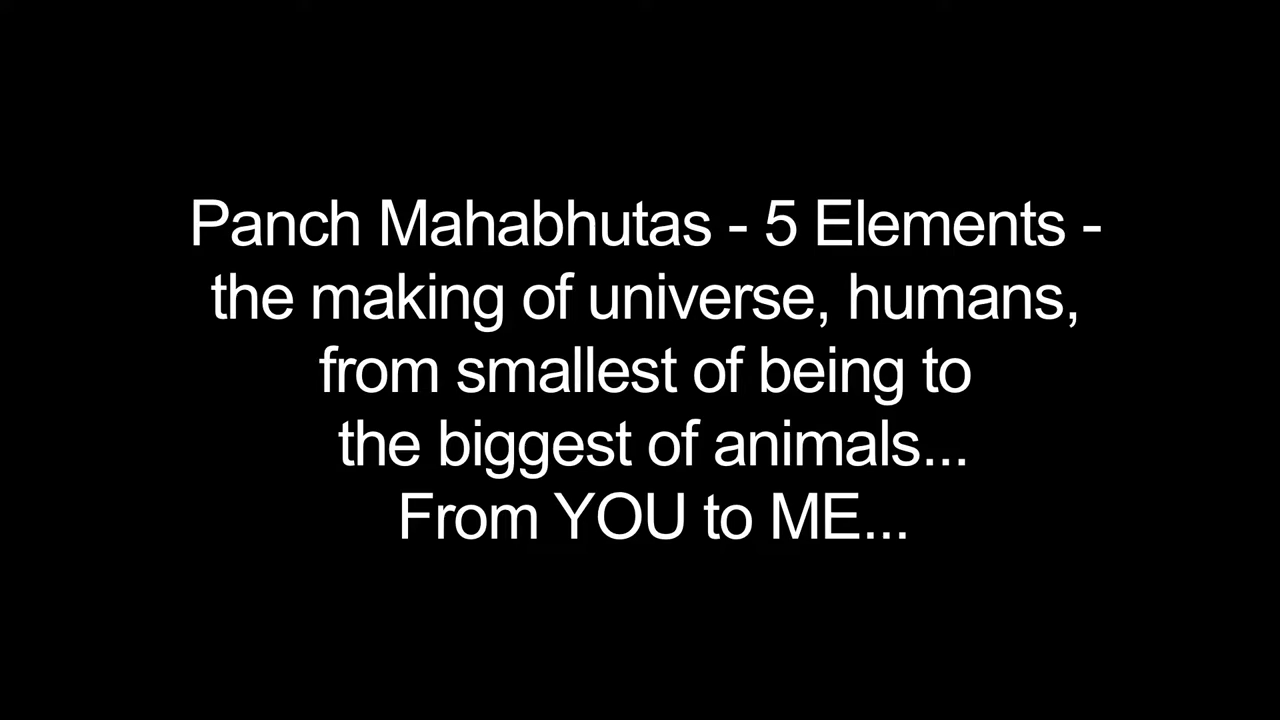 Panch Mahabhutas - 5 Elements -
the making of universe, humans,
from smallest of being to
the biggest of animals...
From YOU to ME...